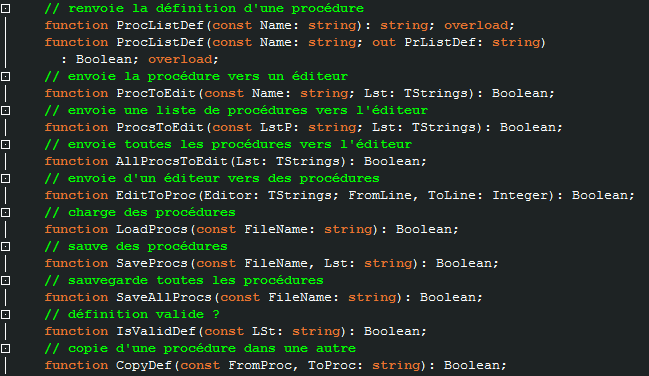 // renvoie la définition d'une procédure
function ProcListDef(const Name: string): string; overload;
function ProcListDef(const Name: string; out PrListDef: string)
: Boolean; overload;
// envoie la procédure vers un éditeur
function ProcToEdit(const Name: string; Lst: TStrings): Boolean;
// envoie une liste de procédures vers l'éditeur
function ProcsToEdit(const LstP: string; Lst: TStrings): Boolean;
// envoie toutes les procédures vers l'éditeur
function AllProcsToEdit(Lst: TStrings): Boolean;
// envoie d'un éditeur vers des procédures
function EditToProc(Editor: TStrings; FromLine, ToLine: Integer): Boolean;
// charge des procédures
function LoadProcs(const FileName: string): Boolean;
// sauve des procédures
function SaveProcs(const FileName, Lst: string): Boolean;
// sauvegarde toutes les procédures
function SaveAllProcs(const FileName: string): Boolean;
// définition valide ?
function IsValidDef(const LSt: string): Boolean;
// copie d'une procédure dans une autre
function CopyDef(const FromProc, ToProc: string): Boolean;